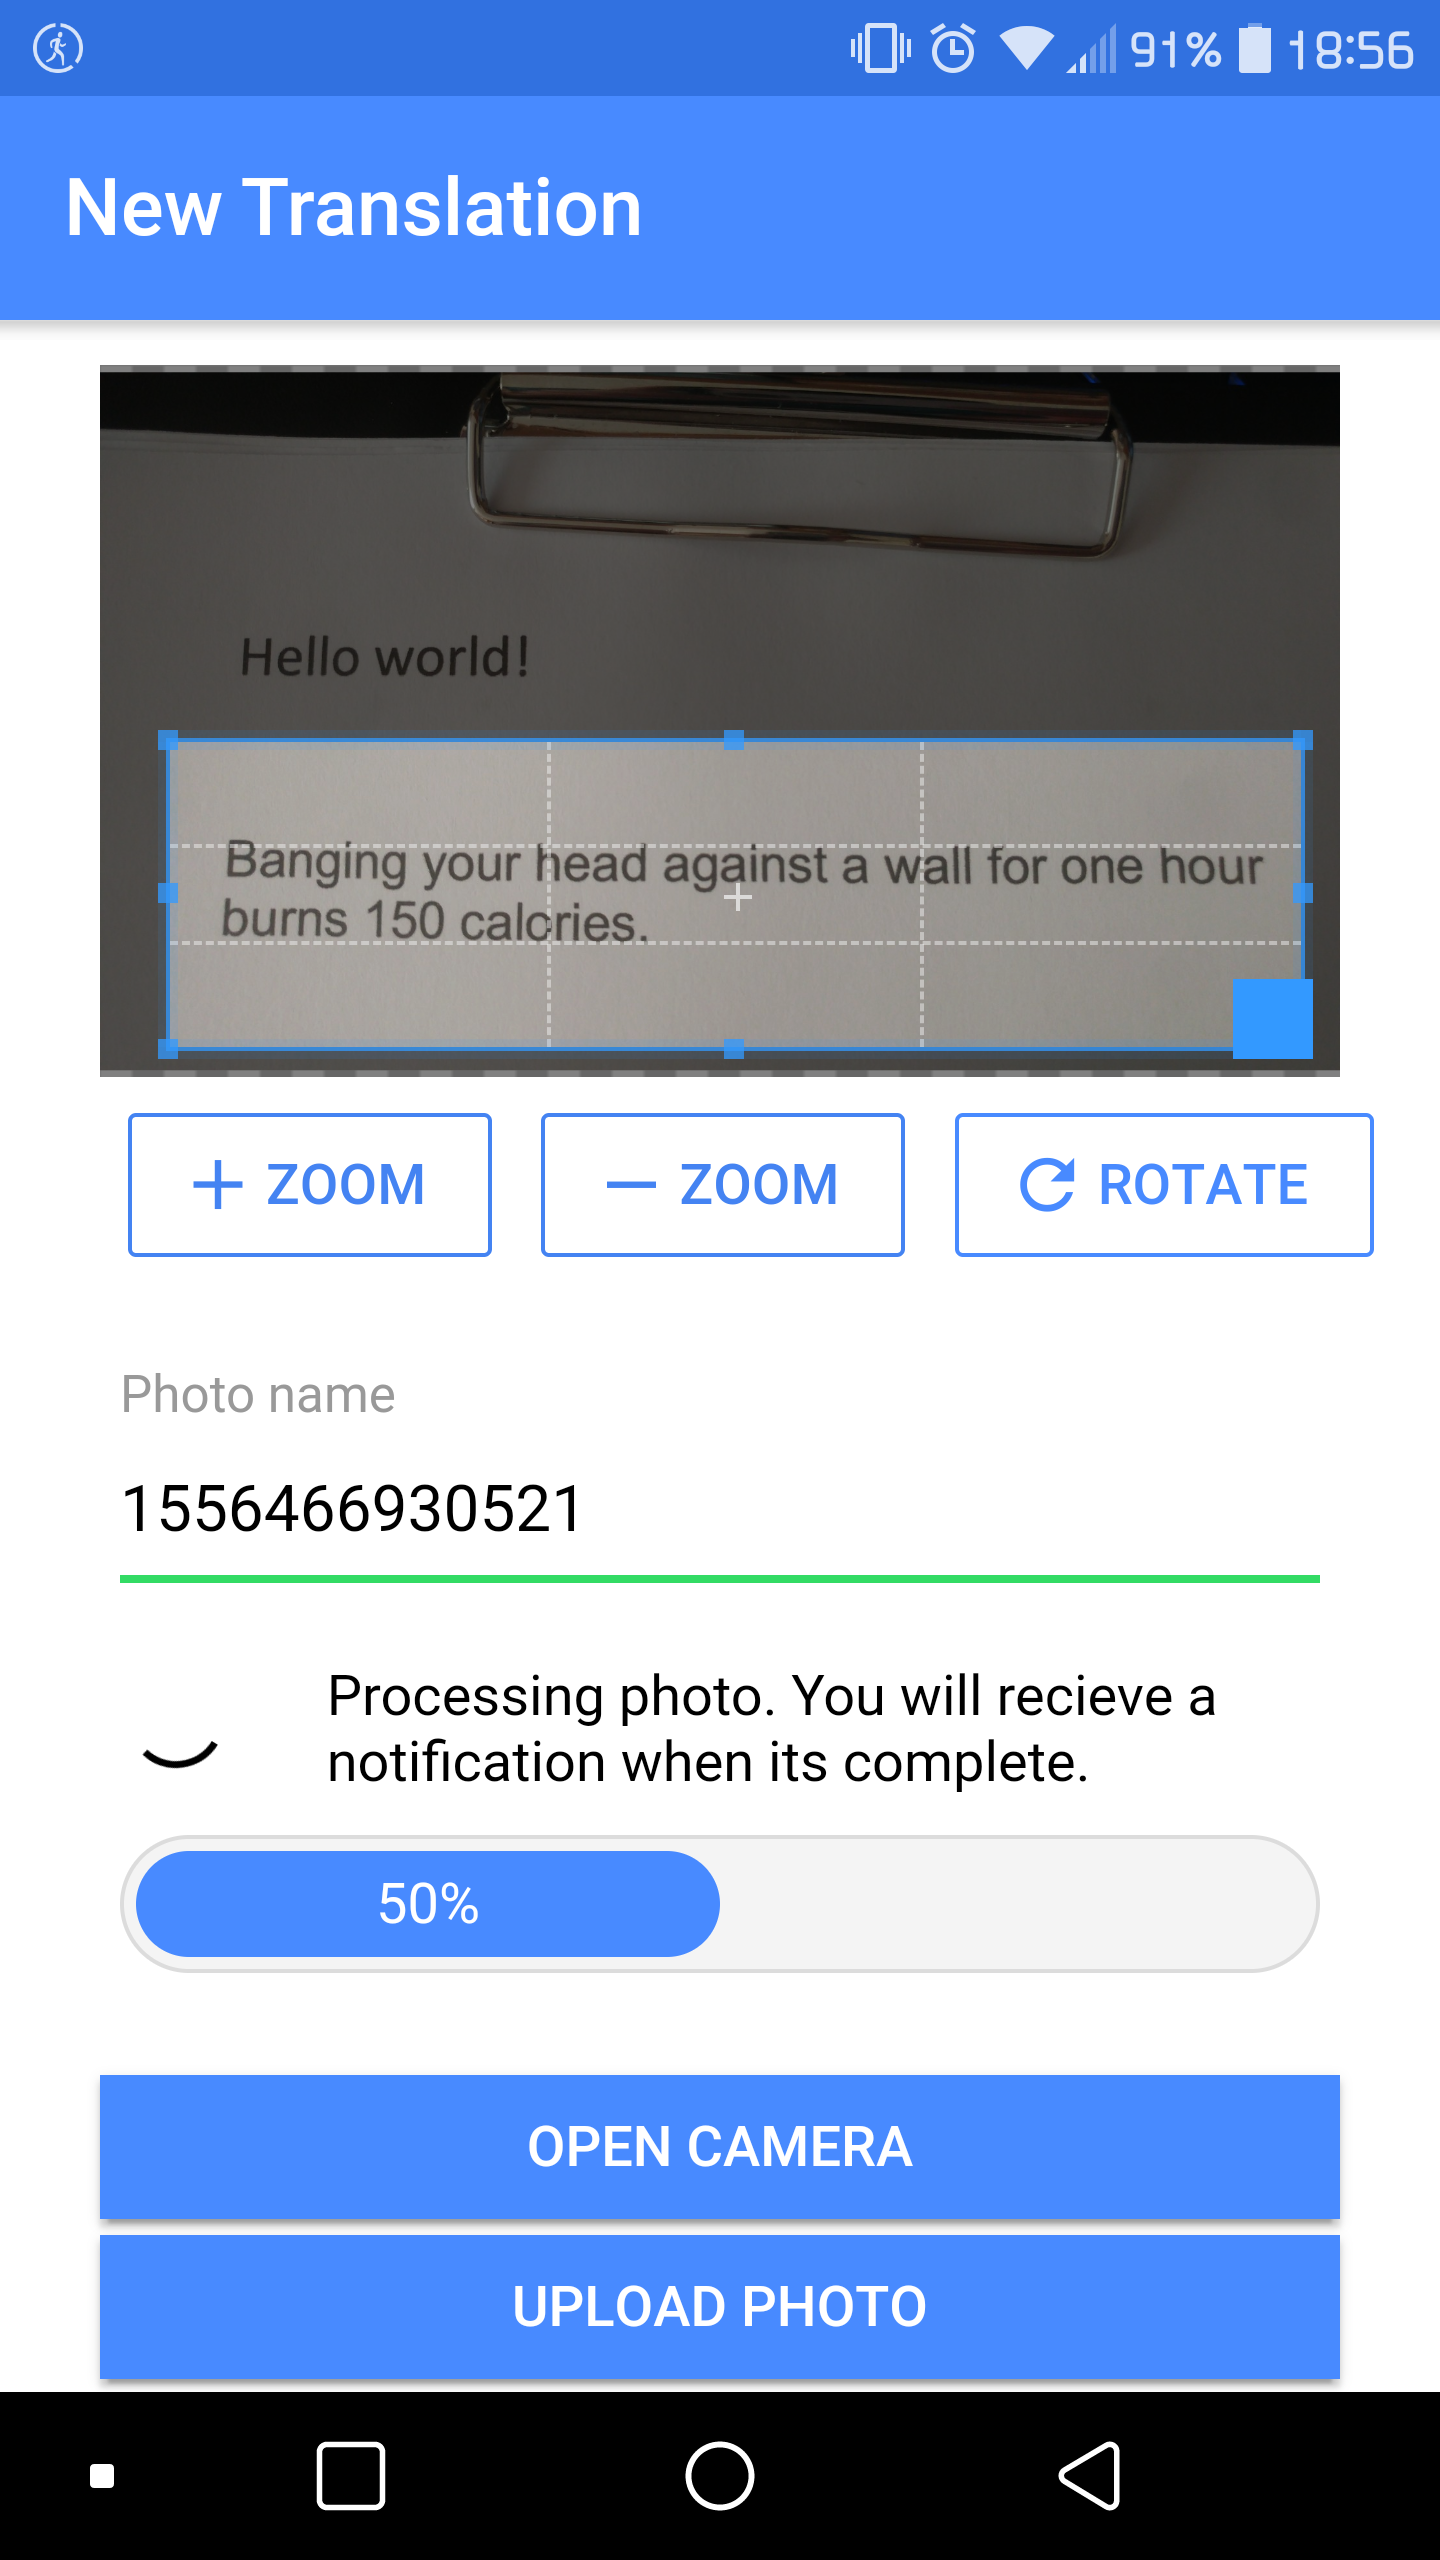 91% 18:56
New Translation
Hello world!
Banging your head against a wall for one hour
burns 150 calories.
ZOOM ZOOM ROTATE
Photo name
1556466930521
Processing photo. You will recieve a
notification when its complete.
50%
OPEN CAMERA
UPLOAD PHOTO